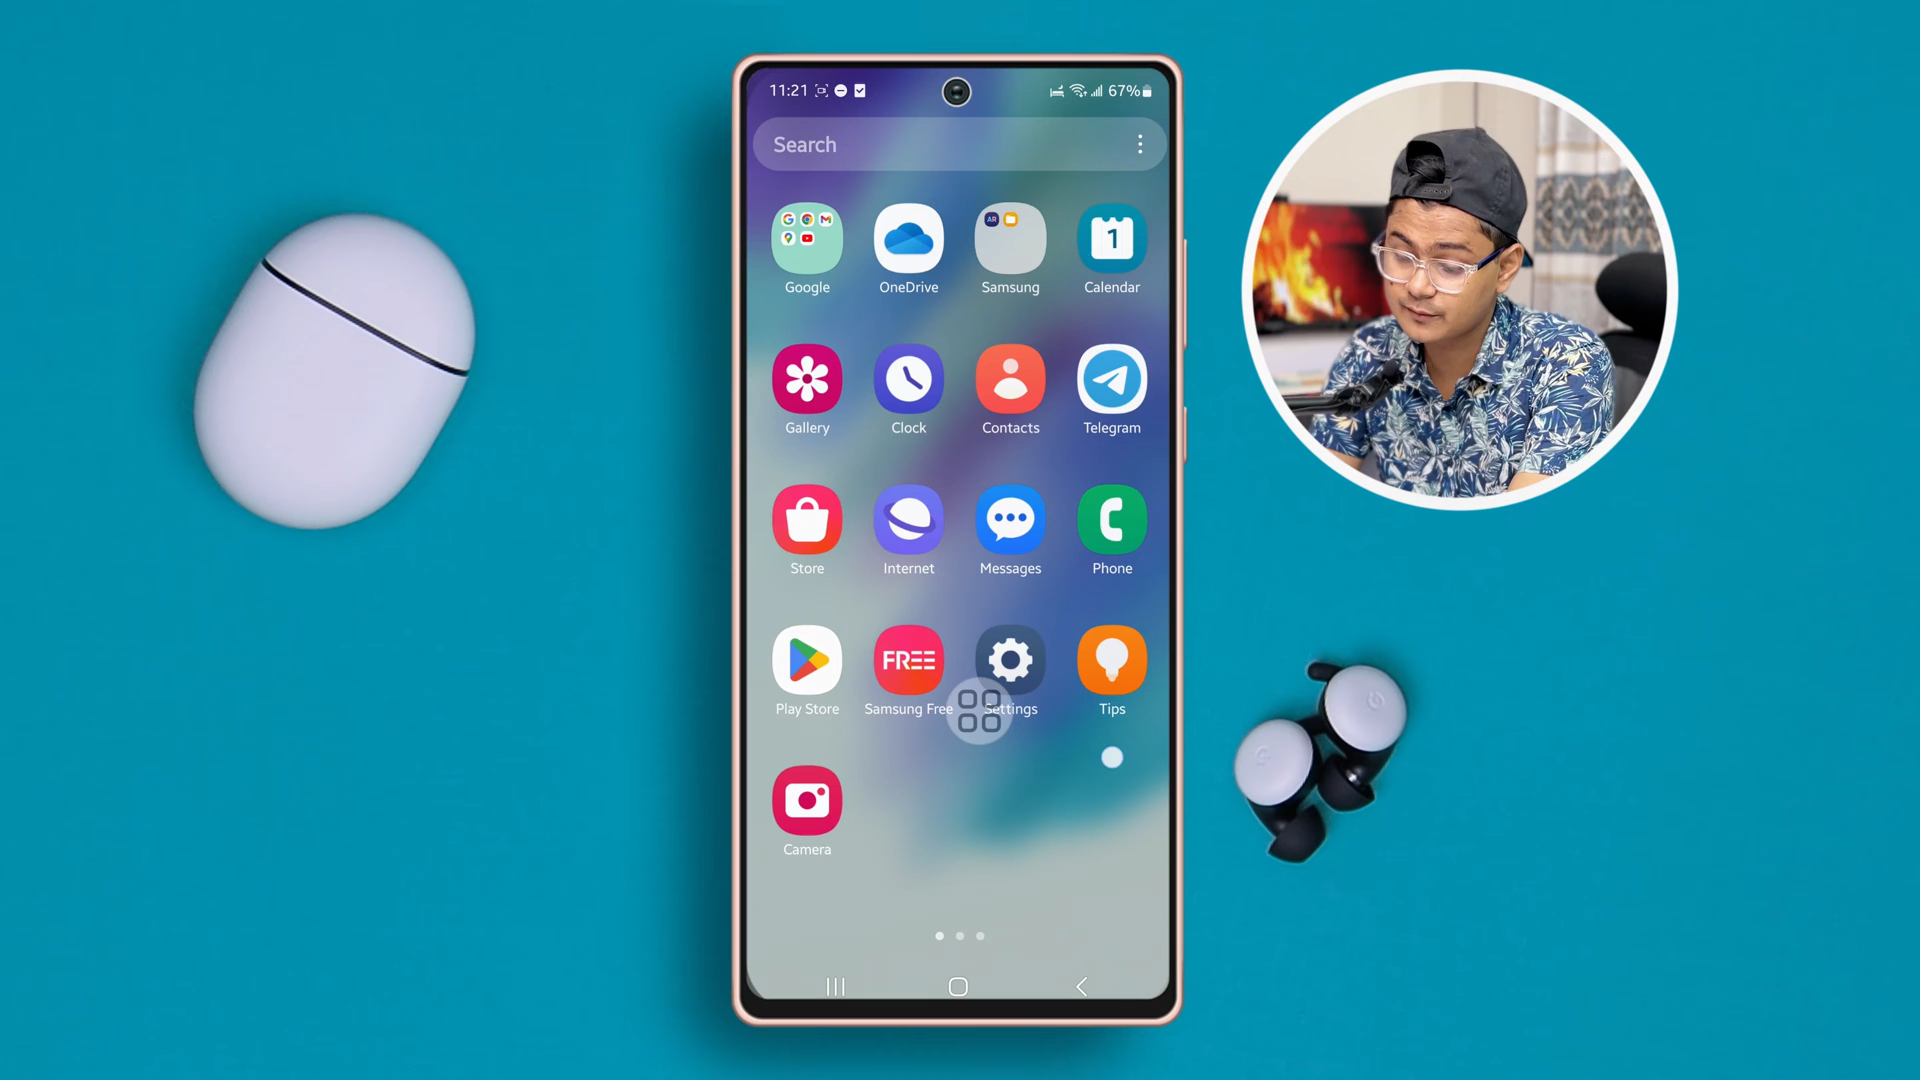 11:21
67%
Search
Google
OneDrive
AR
Samsung
1
Calendar
Gallery
Clock
Contacts
Telegram
Store
Internet
Messages
Phone
FREE
Play Store
Samsung Free
Settings
Tips
Camera